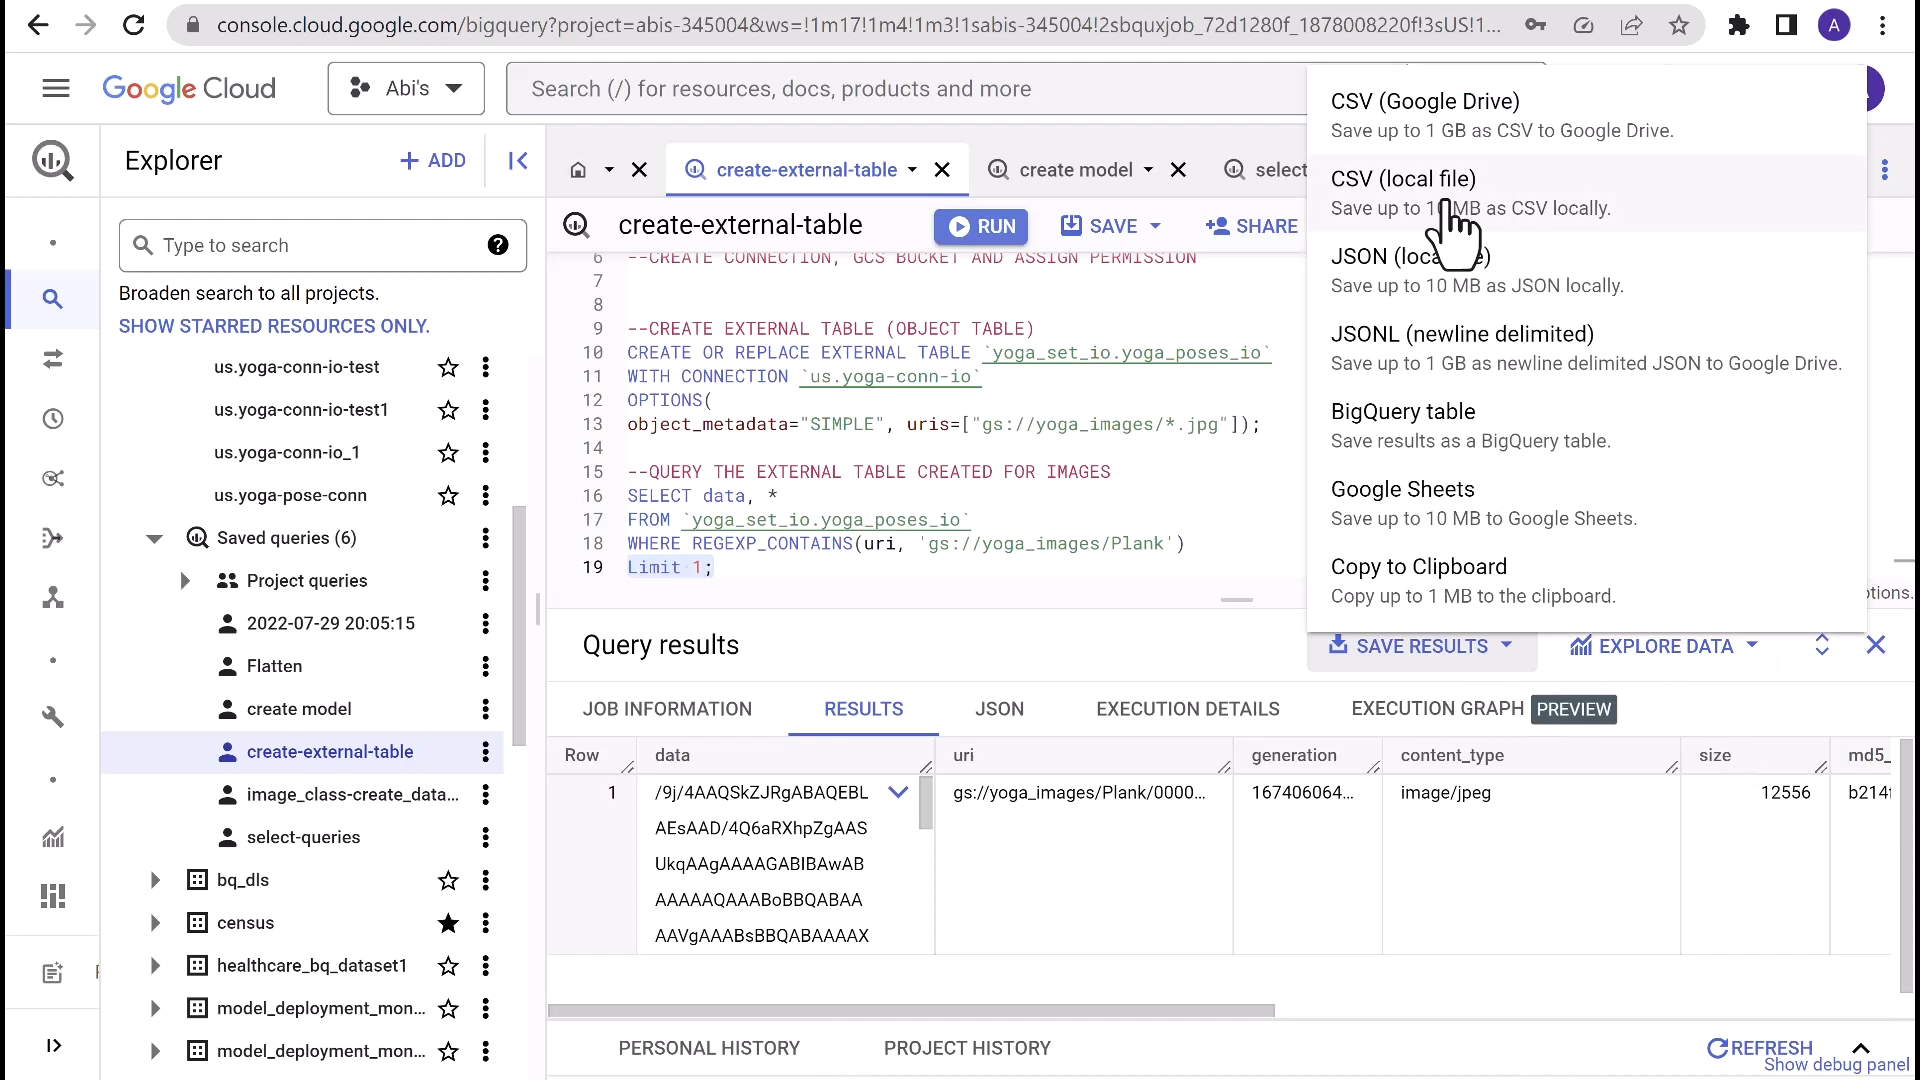 console.cloud.google.com/bigquery?project=abis-345004&ws=!1m17!1m4!1m3!1sabis-345004!2sbquxjob_72d1280f_1878008220f!3sUS!1...
A
Google Cloud
Abi's
Search (/) for resources, docs, products and more
Explorer
+ ADD
Type to search
Broaden search to all projects.
SHOW STARRED RESOURCES ONLY.
us.yoga-conn-io-test
us.yoga-conn-io-test1
us.yoga-conn-io_1
us.yoga-pose-conn
Saved queries (6)
Project queries
2022-07-29 20:05:15
Flatten
create model
create-external-table
image_class-create_data...
select-queries
bq_dls
census
healthcare_bq_dataset1
model_deployment_mon...
model_deployment_mon...
create-external-table
create model
select
create-external-table
RUN
SAVE
SHARE
6 --CREATE CONNECTION, GCS BUCKET AND ASSIGN PERMISSION
7
8
9 --CREATE EXTERNAL TABLE (OBJECT TABLE)
10 CREATE OR REPLACE EXTERNAL TABLE `yoga_set_io.yoga_poses_io`
11 WITH CONNECTION `us.yoga-conn-io`
12 OPTIONS(
13 object_metadata="SIMPLE", uris=["gs://yoga_images/*.jpg"]);
14
15 --QUERY THE EXTERNAL TABLE CREATED FOR IMAGES
16 SELECT data, *
17 FROM `yoga_set_io.yoga_poses_io`
18 WHERE REGEXP_CONTAINS(uri, 'gs://yoga_images/Plank')
19 Limit 1;
CSV (Google Drive)
Save up to 1 GB as CSV to Google Drive.
CSV (local file)
Save up to 10 MB as CSV locally.
JSON (local file)
Save up to 10 MB as JSON locally.
JSONL (newline delimited)
Save up to 1 GB as newline delimited JSON to Google Drive.
BigQuery table
Save results as a BigQuery table.
Google Sheets
Save up to 10 MB to Google Sheets.
Copy to Clipboard
Copy up to 1 MB to the clipboard.
tions.
Query results
SAVE RESULTS
EXPLORE DATA
JOB INFORMATION
RESULTS
JSON
EXECUTION DETAILS
EXECUTION GRAPH PREVIEW
Row data uri generation content_type size md5_
1 /9j/4AAQSkZJRgABAQEBL gs://yoga_images/Plank/0000... 167406064... image/jpeg 12556 b214f
AEsAAD/4Q6aRXhpZgAAS
UkqAAgAAAAGABIBAwAB
AAAAAQAAABoBBQABAA
AAVgAAABsBBQABAAAAX
PERSONAL HISTORY
PROJECT HISTORY
REFRESH
Show debug panel